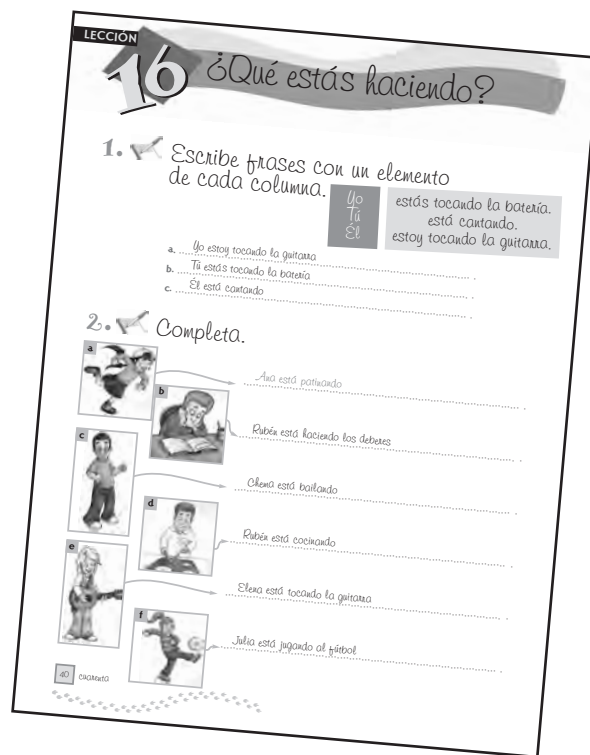 LECCIÓN
16
¿Qué estás haciendo?
1. Escribe frases con un elemento
de cada columna.
Yo
Tú
Él
estás tocando la batería.
está cantando.
estoy tocando la guitarra.
a. Yo estoy tocando la guitarra
b. Tú estás tocando la batería
c. Él está cantando
2. Completa.
a
Ana está patinando
b
Rubén está haciendo los deberes
c
Chema está bailando
d
Rubén está cocinando
e
Elena está tocando la guitarra
f
Julia está jugando al fútbol
40 cuarenta